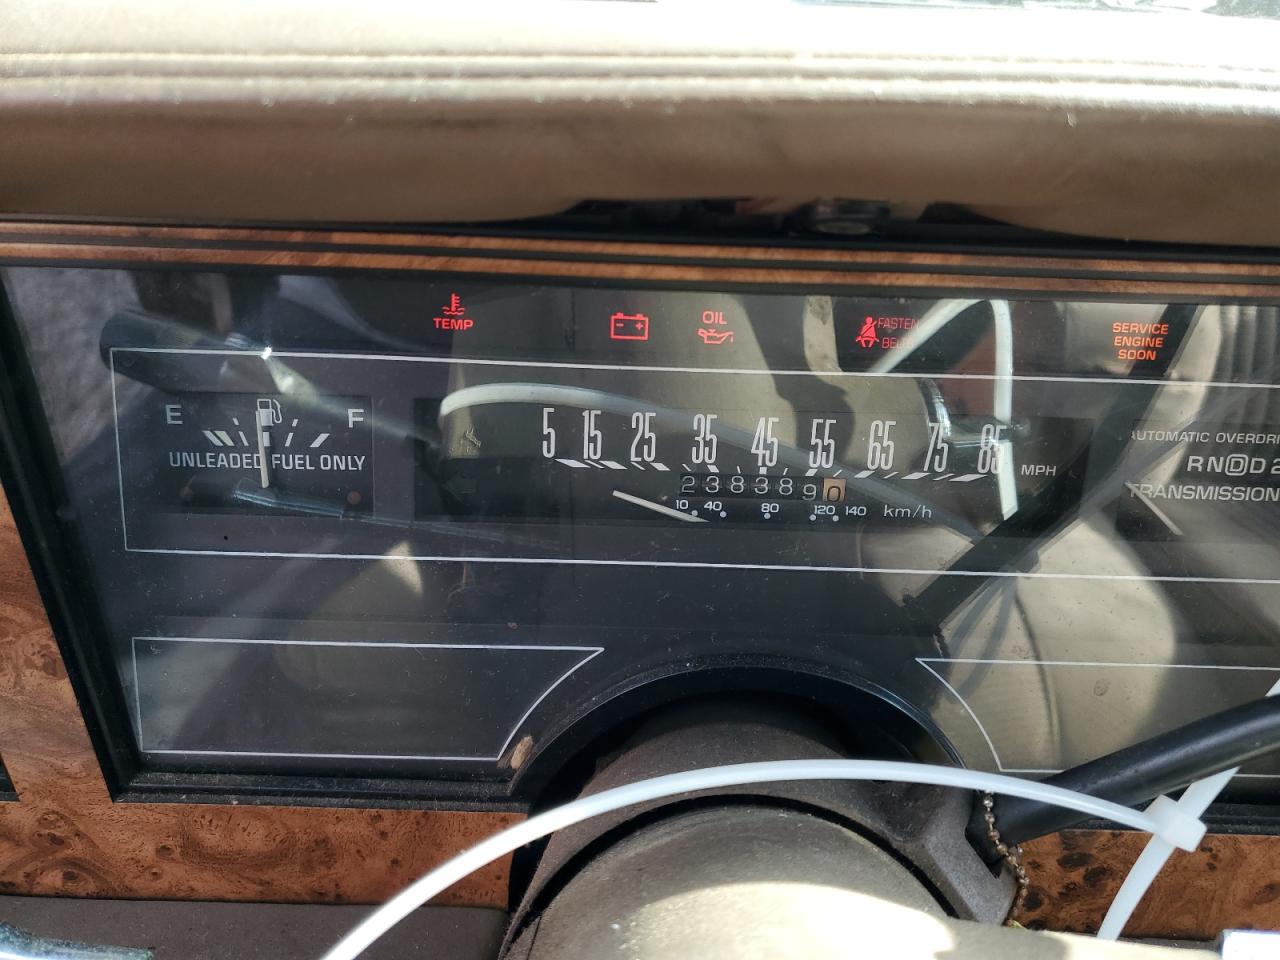 TEMP
OIL
FASTEN
BELTS
SERVICE
ENGINE
SOON
E F
UNLEADED FUEL ONLY
5 15 25 35 45 55 65 75 85 MPH
238389 0
10 40 80 120 140 km/h
AUTOMATIC OVERDRI
R N D 2
TRANSMISSION